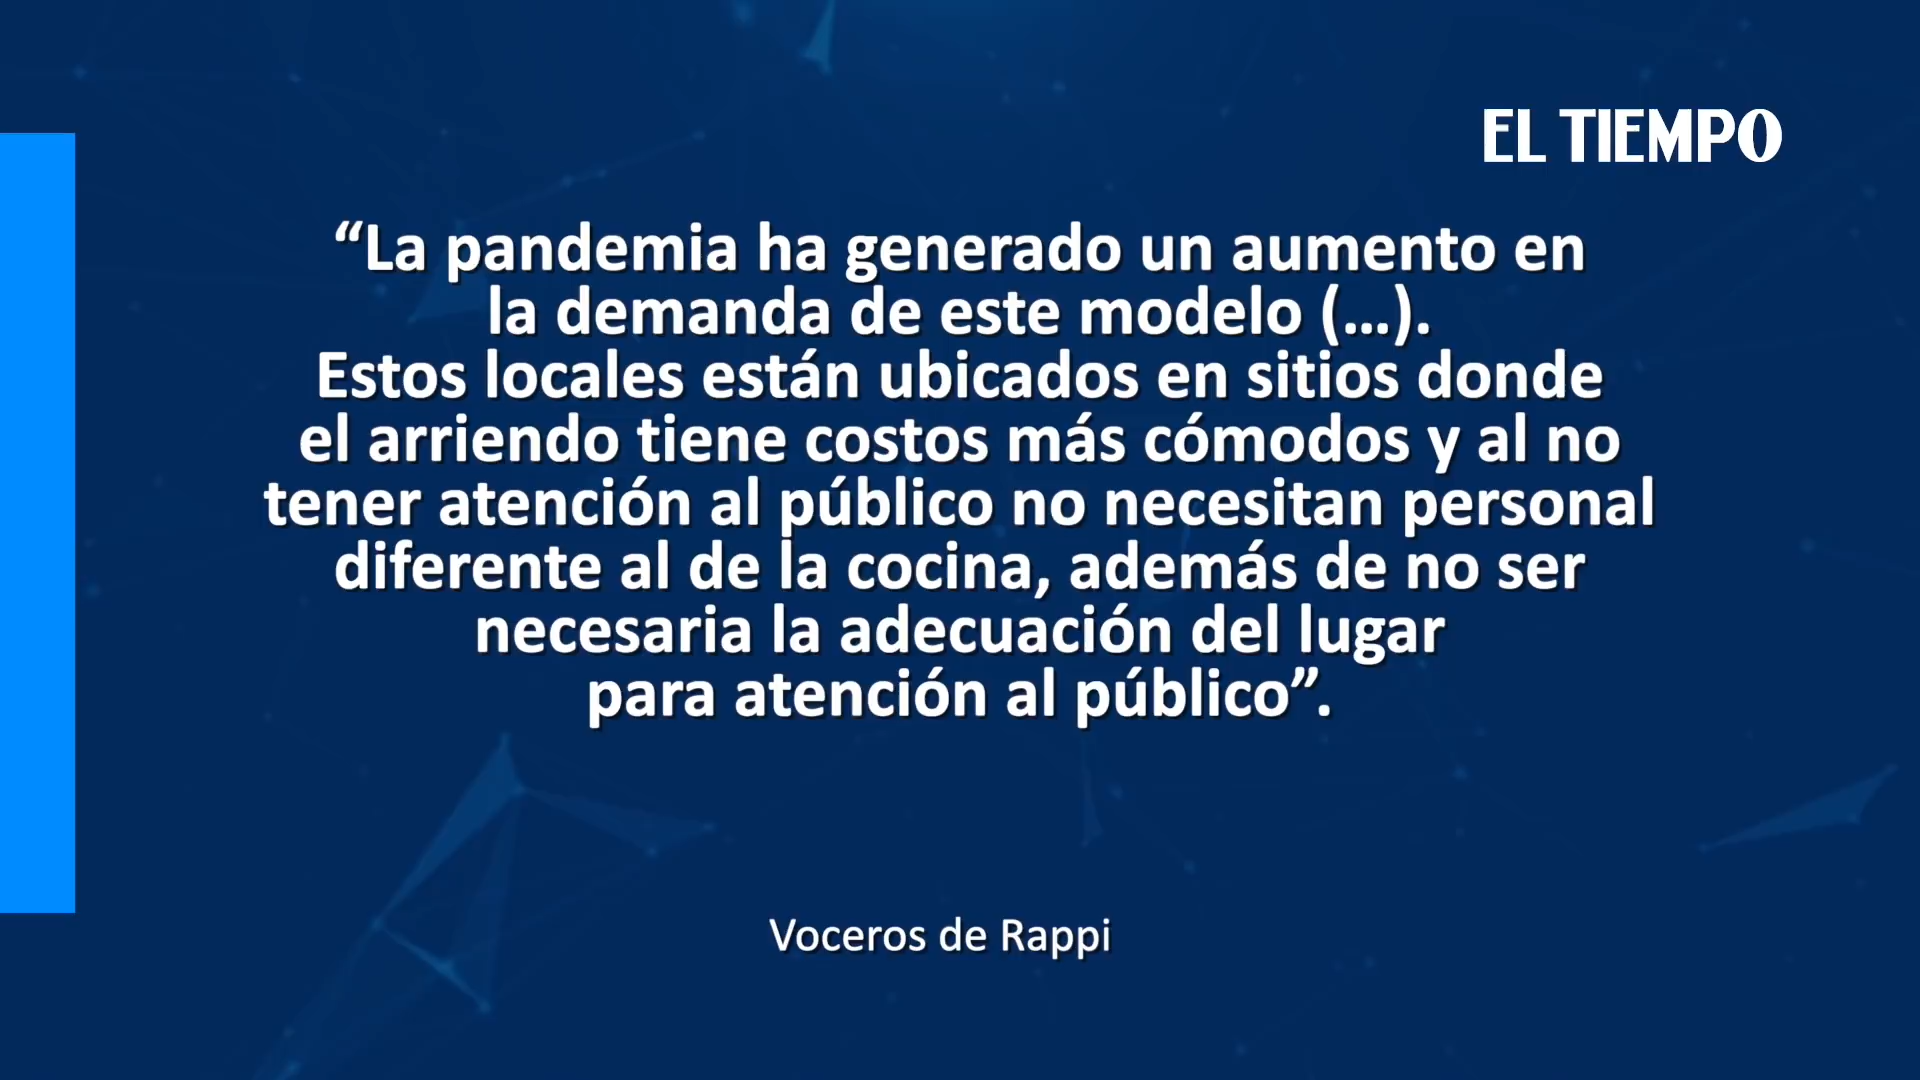 EL TIEMPO
“La pandemia ha generado un aumento en
la demanda de este modelo (...).
Estos locales están ubicados en sitios donde
el arriendo tiene costos más cómodos y al no
tener atención al público no necesitan personal
diferente al de la cocina, además de no ser
necesaria la adecuación del lugar
para atención al público”.
Voceros de Rappi